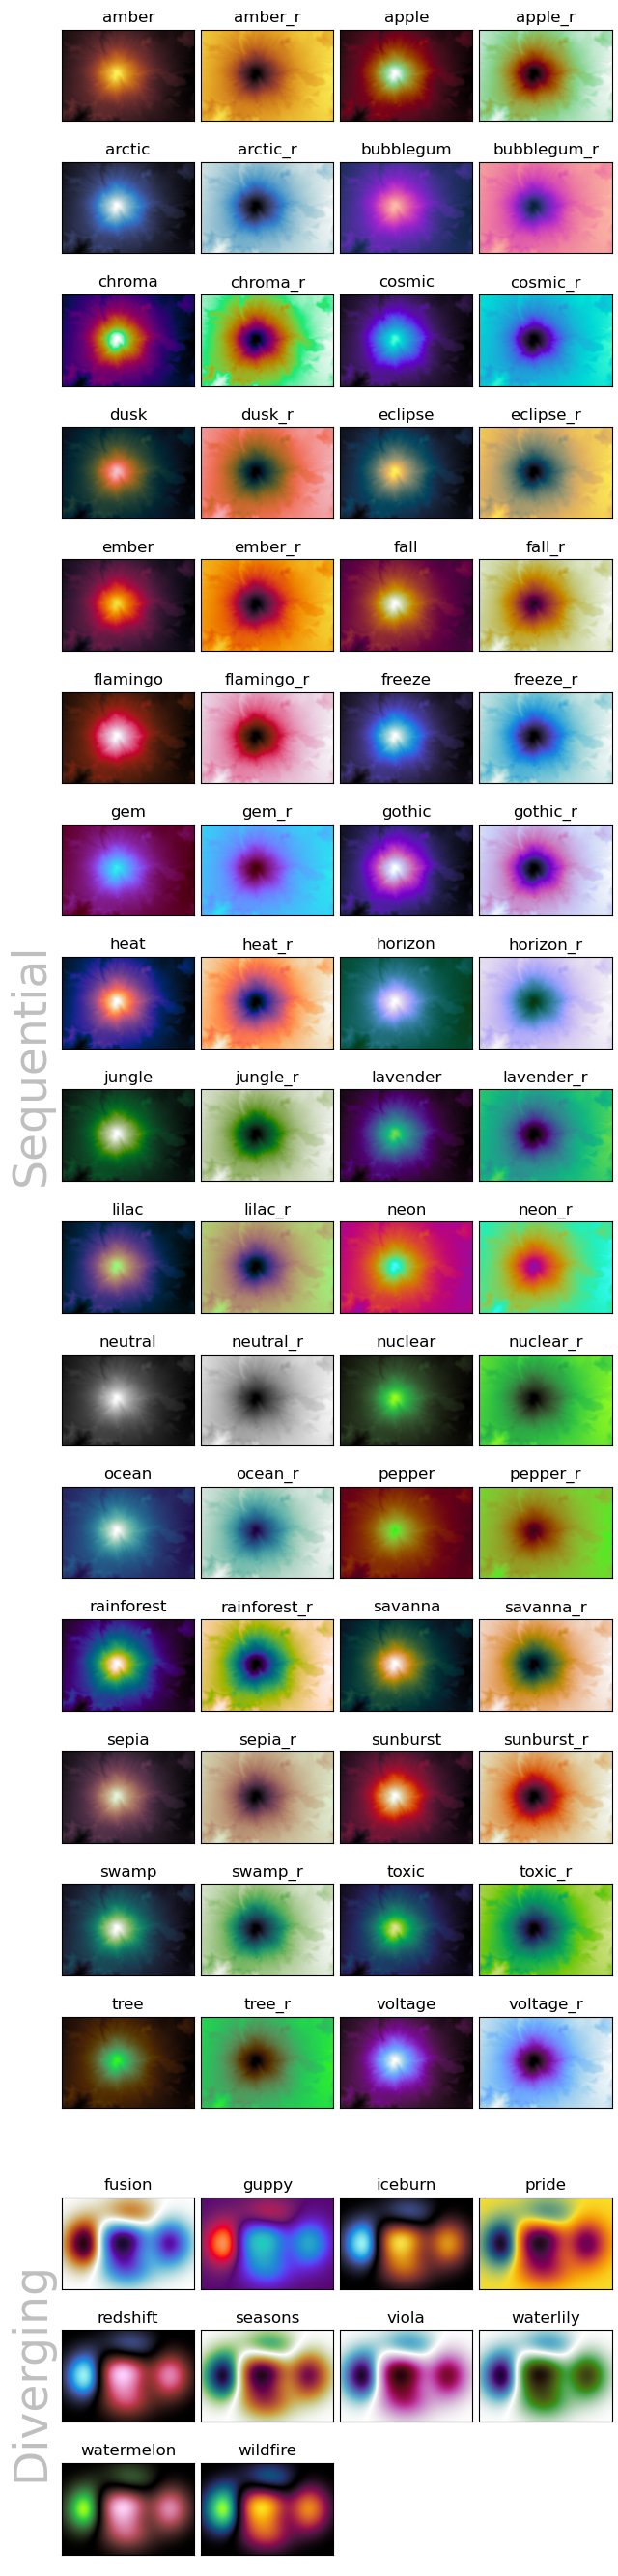 amber amber_r apple apple_r
arctic arctic_r bubblegum bubblegum_r
chroma chroma_r cosmic cosmic_r
dusk dusk_r eclipse eclipse_r
ember ember_r fall fall_r
flamingo flamingo_r freeze freeze_r
gem gem_r gothic gothic_r
heat heat_r horizon horizon_r
Sequential
jungle jungle_r lavender lavender_r
lilac lilac_r neon neon_r
neutral neutral_r nuclear nuclear_r
ocean ocean_r pepper pepper_r
rainforest rainforest_r savanna savanna_r
sepia sepia_r sunburst sunburst_r
swamp swamp_r toxic toxic_r
tree tree_r voltage voltage_r
fusion guppy iceburn pride
Diverging
redshift seasons viola waterlily
watermelon wildfire